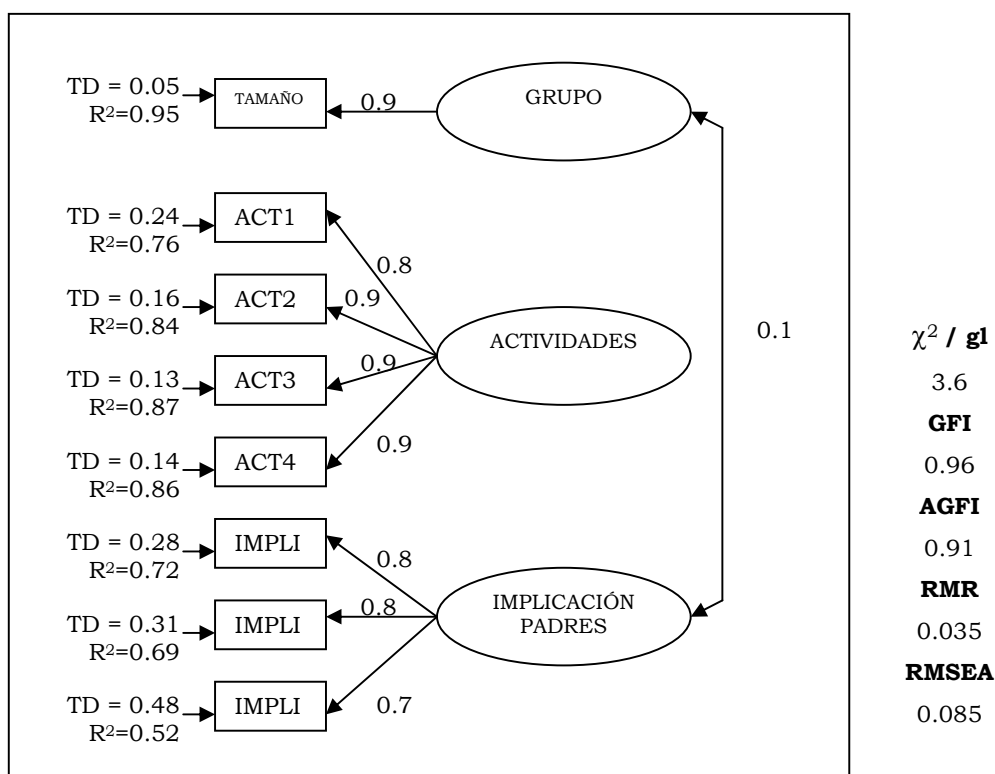 TD = 0.05
R²=0.95
TAMAÑO
0.9
GRUPO
TD = 0.24
R²=0.76
ACT1
0.8
TD = 0.16
R²=0.84
ACT2
0.9
ACTIVIDADES
TD = 0.13
R²=0.87
ACT3
0.9
TD = 0.14
R²=0.86
ACT4
0.9
TD = 0.28
R²=0.72
IMPLI
0.8
TD = 0.31
R²=0.69
IMPLI
0.8
IMPLICACIÓN
PADRES
TD = 0.48
R²=0.52
IMPLI
0.7
0.1
χ² / gl
3.6
GFI
0.96
AGFI
0.91
RMR
0.035
RMSEA
0.085